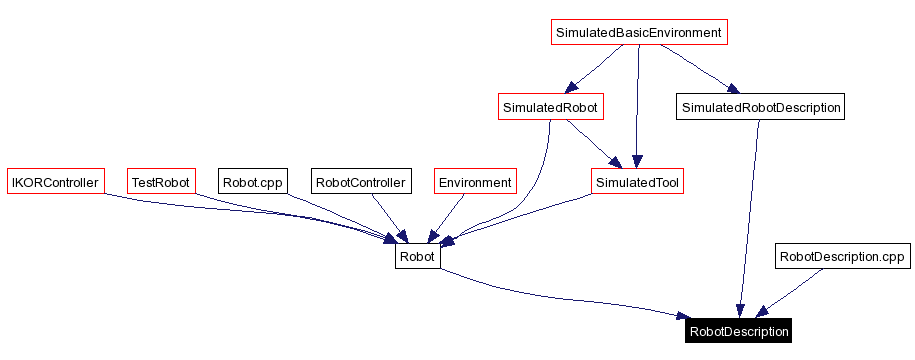 SimulatedBasicEnvironment
SimulatedRobot
SimulatedRobotDescription
IKORController
TestRobot
Robot.cpp
RobotController
Environment
SimulatedTool
Robot
RobotDescription.cpp
RobotDescription